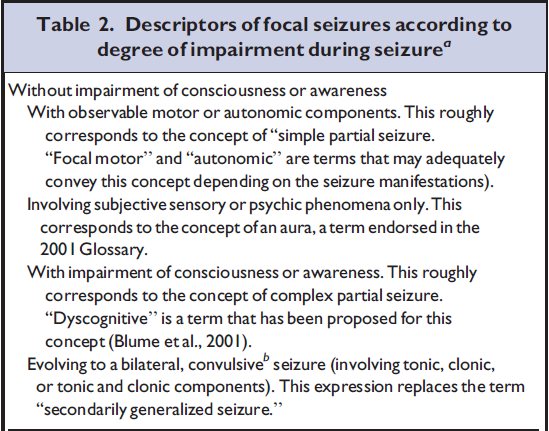 Table 2. Descriptors of focal seizures according to
degree of impairment during seizureᵃ
Without impairment of consciousness or awareness
With observable motor or autonomic components. This roughly
corresponds to the concept of “simple partial seizure.
“Focal motor” and “autonomic” are terms that may adequately
convey this concept depending on the seizure manifestations).
Involving subjective sensory or psychic phenomena only. This
corresponds to the concept of an aura, a term endorsed in the
2001 Glossary.
With impairment of consciousness or awareness. This roughly
corresponds to the concept of complex partial seizure.
“Dyscognitive” is a term that has been proposed for this
concept (Blume et al., 2001).
Evolving to a bilateral, convulsiveᵇ seizure (involving tonic, clonic,
or tonic and clonic components). This expression replaces the term
“secondarily generalized seizure.”